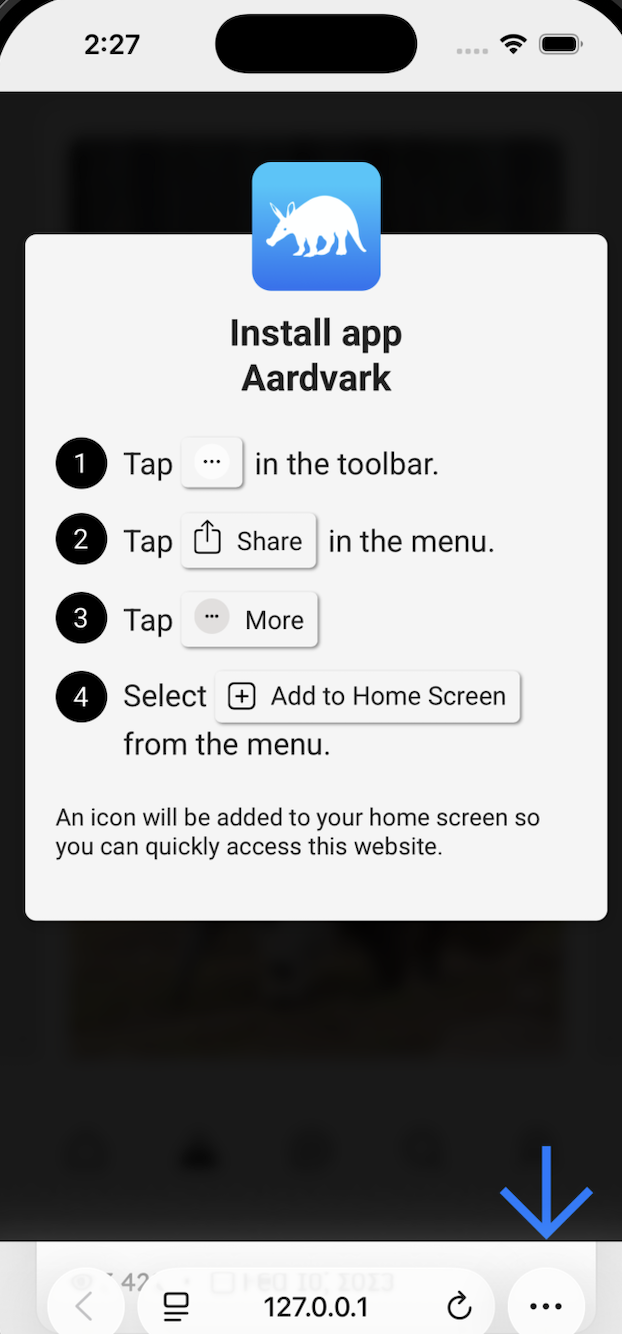 2:27
Install app
Aardvark
1 Tap ... in the toolbar.
2 Tap Share in the menu.
3 Tap ... More
4 Select Add to Home Screen
from the menu.
An icon will be added to your home screen so
you can quickly access this website.
42
127.0.0.1